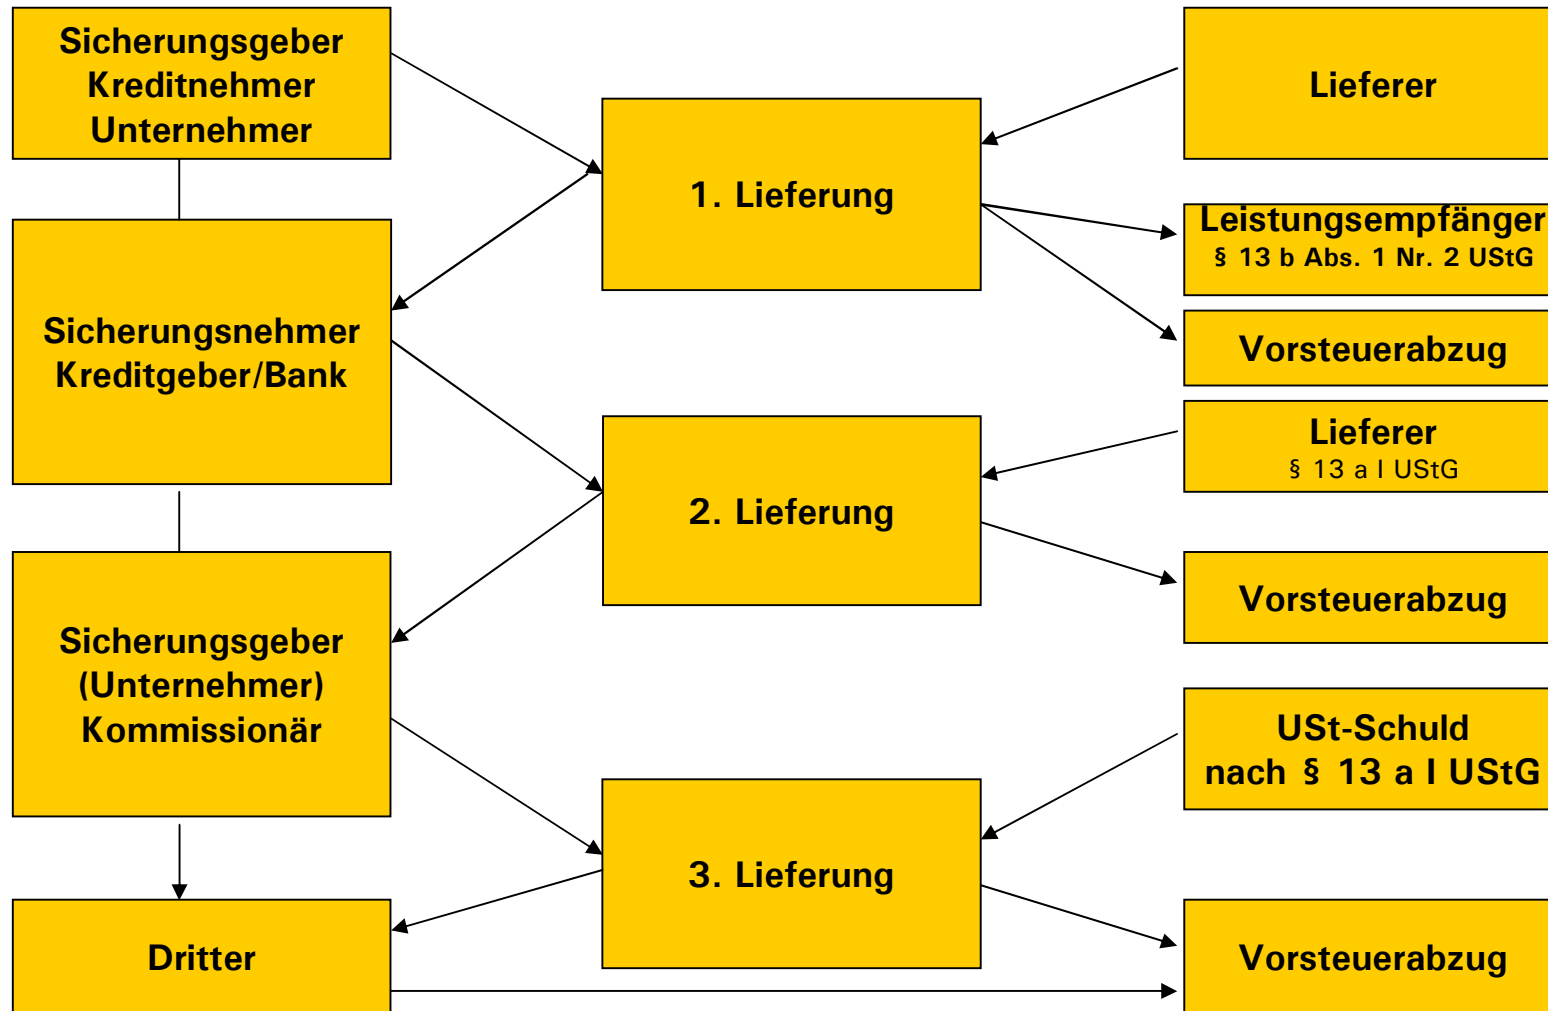 Sicherungsgeber
Kreditnehmer
Unternehmer
Lieferer
1. Lieferung
Leistungsempfänger
§ 13 b Abs. 1 Nr. 2 UStG
Sicherungsnehmer
Kreditgeber/Bank
Vorsteuerabzug
Lieferer
§ 13 a I UStG
2. Lieferung
Vorsteuerabzug
Sicherungsgeber
(Unternehmer)
Kommissionär
USt-Schuld
nach § 13 a I UStG
3. Lieferung
Dritter
Vorsteuerabzug